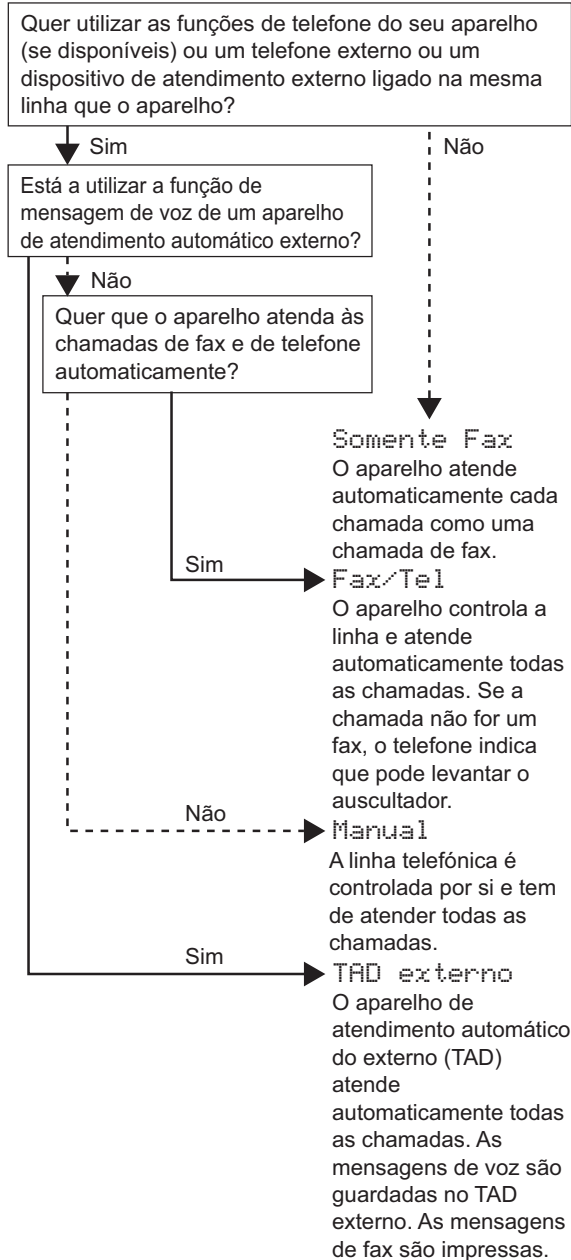 Quer utilizar as funções de telefone do seu aparelho
(se disponíveis) ou um telefone externo ou um
dispositivo de atendimento externo ligado na mesma
linha que o aparelho?
Sim
Não
Está a utilizar a função de
mensagem de voz de um aparelho
de atendimento automático externo?
Não
Quer que o aparelho atenda às
chamadas de fax e de telefone
automaticamente?
Somente Fax
O aparelho atende
automaticamente cada
chamada como uma
chamada de fax.
Sim
Fax/Tel
O aparelho controla a
linha e atende
automaticamente todas
as chamadas. Se a
chamada não for um
fax, o telefone indica
que pode levantar o
auscultador.
Não
Manual
A linha telefónica é
controlada por si e tem
de atender todas as
chamadas.
Sim
TAD externo
O aparelho de
atendimento automático
do externo (TAD)
atende
automaticamente todas
as chamadas. As
mensagens de voz são
guardadas no TAD
externo. As mensagens
de fax são impressas.